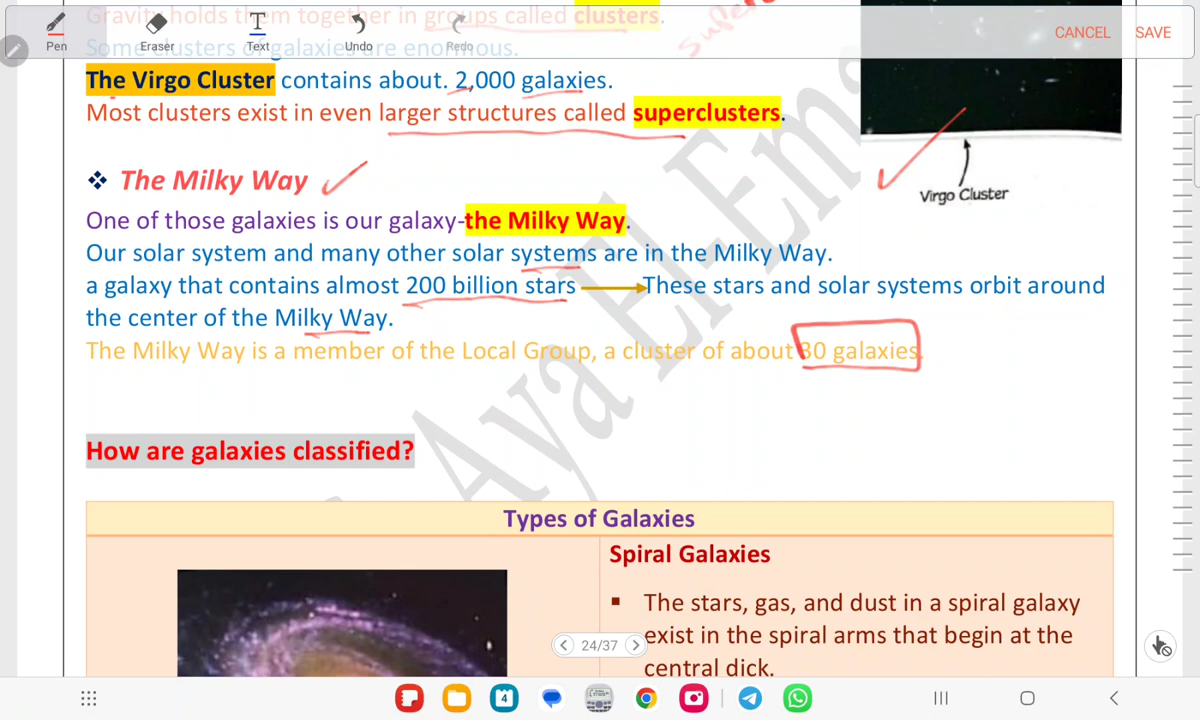 Gravity holds them together in groups called clusters.
Pen
Eraser
Text
Undo
Redo
CANCEL
SAVE
Some clusters of galaxies are enormous.
The Virgo Cluster contains about. 2,000 galaxies.
Most clusters exist in even larger structures called superclusters.
Virgo Cluster
❖ The Milky Way
One of those galaxies is our galaxy-the Milky Way.
Our solar system and many other solar systems are in the Milky Way.
a galaxy that contains almost 200 billion stars → These stars and solar systems orbit around
the center of the Milky Way.
The Milky Way is a member of the Local Group, a cluster of about 30 galaxies.
How are galaxies classified?
Types of Galaxies
Spiral Galaxies
▪ The stars, gas, and dust in a spiral galaxy
exist in the spiral arms that begin at the
central dick.
24/37
4
Aya El-Ema